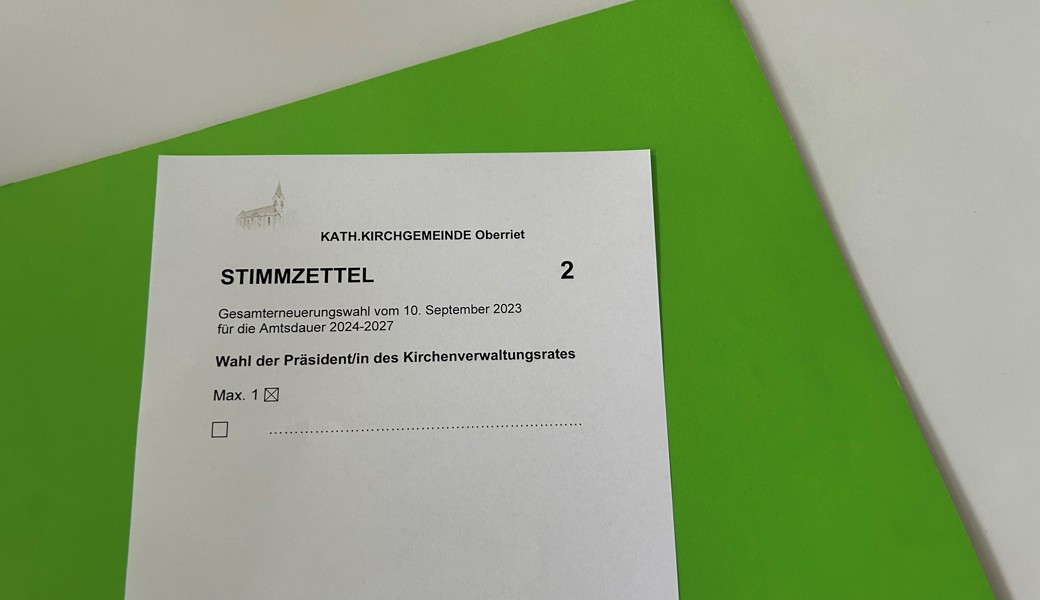 KATH.KIRCHGEMEINDE Oberriet
STIMMZETTEL 2
Gesamterneuerungswahl vom 10. September 2023
für die Amtsdauer 2024-2027
Wahl der Präsident/in des Kirchenverwaltungsrates
Max. 1 ☒
☐ ..............................................................